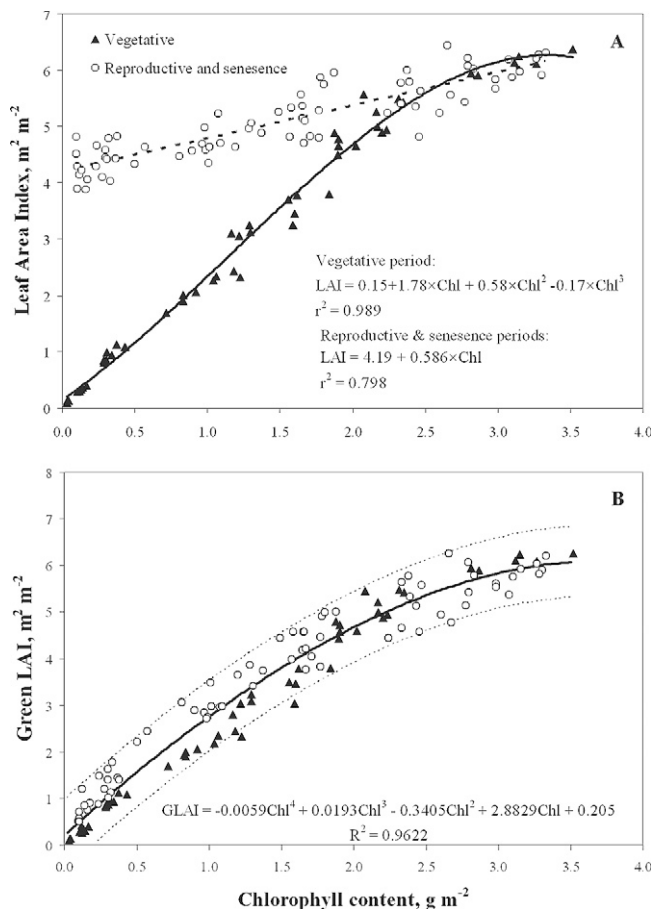 7
6
5
4
3
2
1
0
Leaf Area Index, m² m⁻²
▲ Vegetative
○ Reproductive and senesence
A
Vegetative period:
LAI = 0.15+1.78×Chl + 0.58×Chl² -0.17×Chl³
r² = 0.989
Reproductive & senesence periods:
LAI = 4.19 + 0.586×Chl
r² = 0.798
0.0 0.5 1.0 1.5 2.0 2.5 3.0 3.5 4.0
8
7
6
5
4
3
2
1
0
Green LAI, m² m⁻²
B
GLAI = -0.0059Chl⁴ + 0.0193Chl³ - 0.3405Chl² + 2.8829Chl + 0.205
R² = 0.9622
0.0 0.5 1.0 1.5 2.0 2.5 3.0 3.5 4.0
Chlorophyll content, g m⁻²